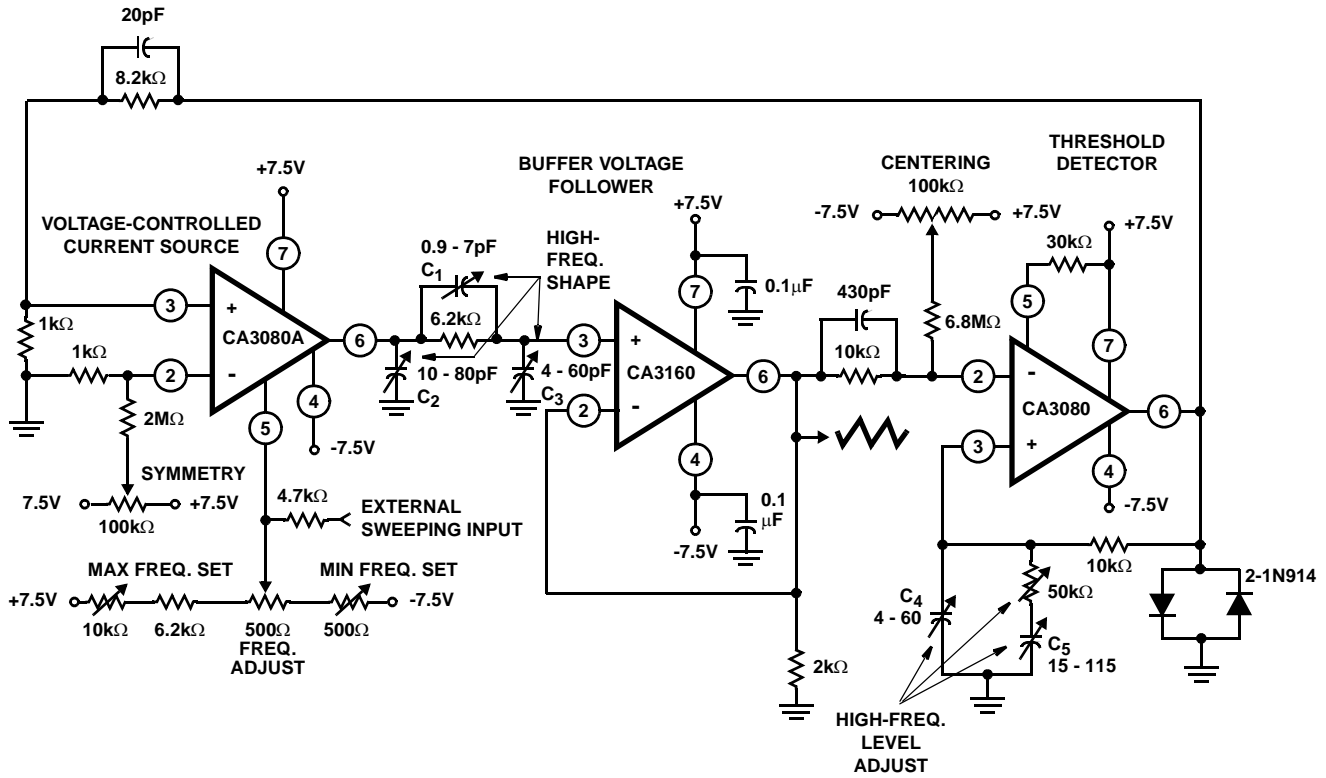 20pF
8.2kΩ
+7.5V
VOLTAGE-CONTROLLED
CURRENT SOURCE
7
3
+
CA3080A
6
1kΩ
1kΩ
2
-
4
5
-7.5V
2MΩ
SYMMETRY
7.5V
+7.5V
100kΩ
4.7kΩ
EXTERNAL
SWEEPING INPUT
MAX FREQ. SET
MIN FREQ. SET
+7.5V
-7.5V
10kΩ
6.2kΩ
500Ω
500Ω
FREQ.
ADJUST
0.9 - 7pF
C1
HIGH-
FREQ.
SHAPE
6.2kΩ
10 - 80pF
C2
4 - 60pF
C3
BUFFER VOLTAGE
FOLLOWER
+7.5V
7
0.1µF
3
+
CA3160
6
2
-
4
0.1
µF
-7.5V
2kΩ
CENTERING
100kΩ
-7.5V
+7.5V
430pF
10kΩ
6.8MΩ
THRESHOLD
DETECTOR
+7.5V
30kΩ
5
7
2
-
CA3080
6
3
+
4
-7.5V
10kΩ
2-1N914
C4
4 - 60
50kΩ
C5
15 - 115
HIGH-FREQ.
LEVEL
ADJUST